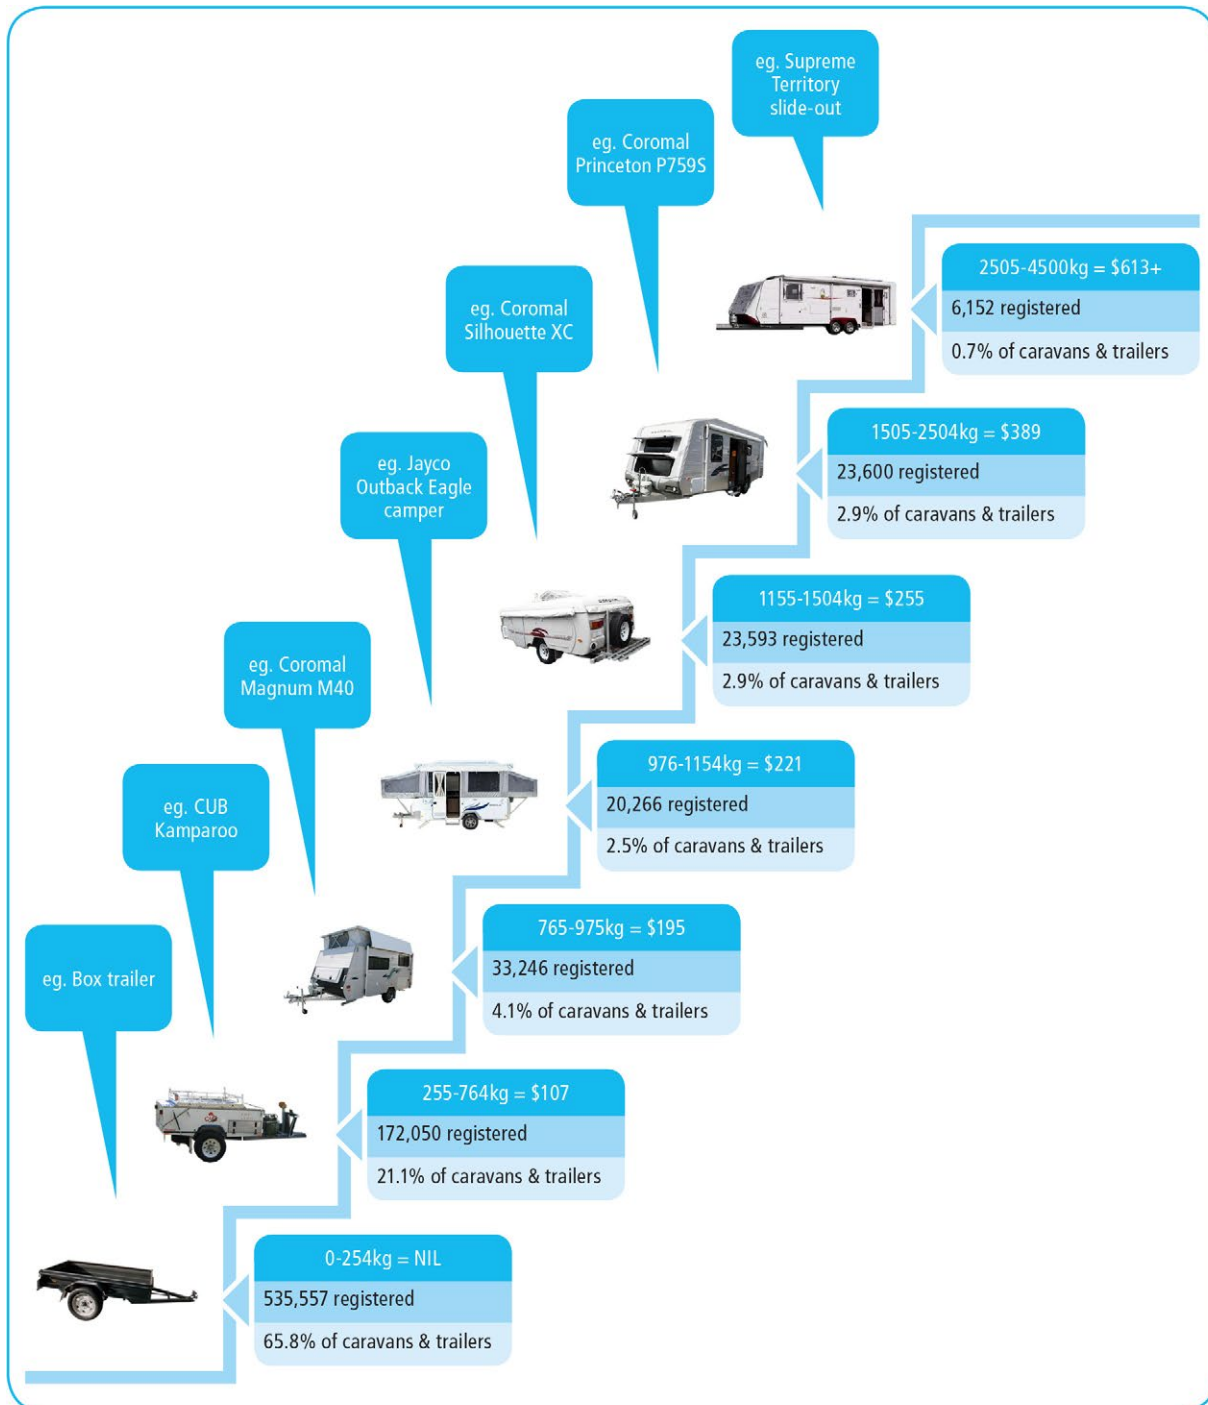 eg. Supreme
Territory
slide-out
eg. Coromal
Princeton P759S
2505-4500kg = $613+
6,152 registered
0.7% of caravans & trailers
eg. Coromal
Silhouette XC
1505-2504kg = $389
23,600 registered
2.9% of caravans & trailers
eg. Jayco
Outback Eagle
camper
1155-1504kg = $255
23,593 registered
2.9% of caravans & trailers
eg. Coromal
Magnum M40
976-1154kg = $221
20,266 registered
2.5% of caravans & trailers
eg. CUB
Kamparoo
765-975kg = $195
33,246 registered
4.1% of caravans & trailers
eg. Box trailer
255-764kg = $107
172,050 registered
21.1% of caravans & trailers
0-254kg = NIL
535,557 registered
65.8% of caravans & trailers